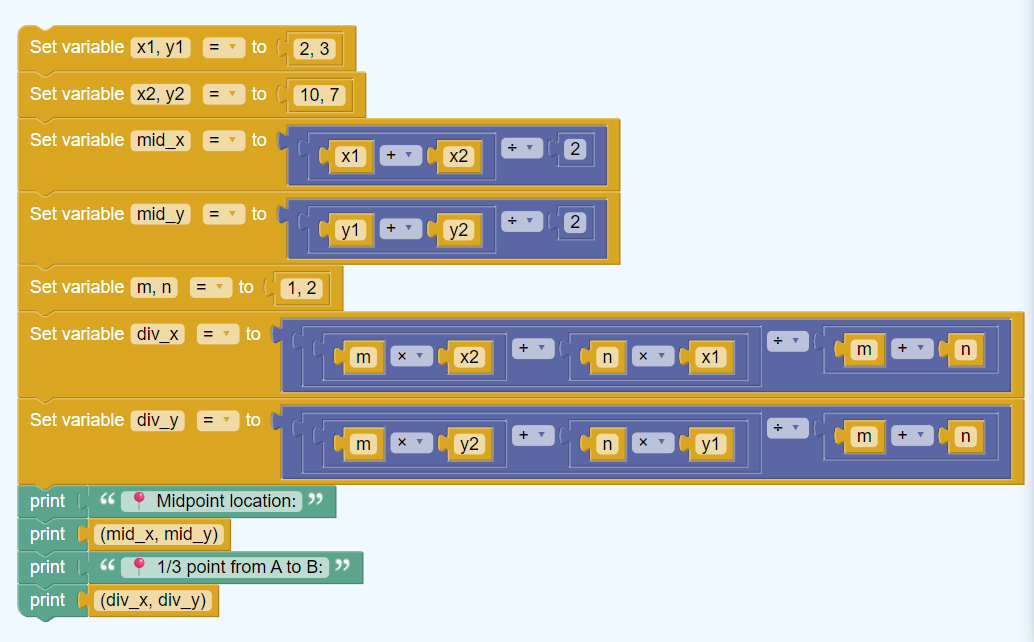 Set variable x1, y1 = to 2, 3
Set variable x2, y2 = to 10, 7
Set variable mid_x = to x1 + x2 ÷ 2
Set variable mid_y = to y1 + y2 ÷ 2
Set variable m, n = to 1, 2
Set variable div_x = to m × x2 + n × x1 ÷ m + n
Set variable div_y = to m × y2 + n × y1 ÷ m + n
print “ 📍 Midpoint location: ”
print (mid_x, mid_y)
print “ 📍 1/3 point from A to B: ”
print (div_x, div_y)